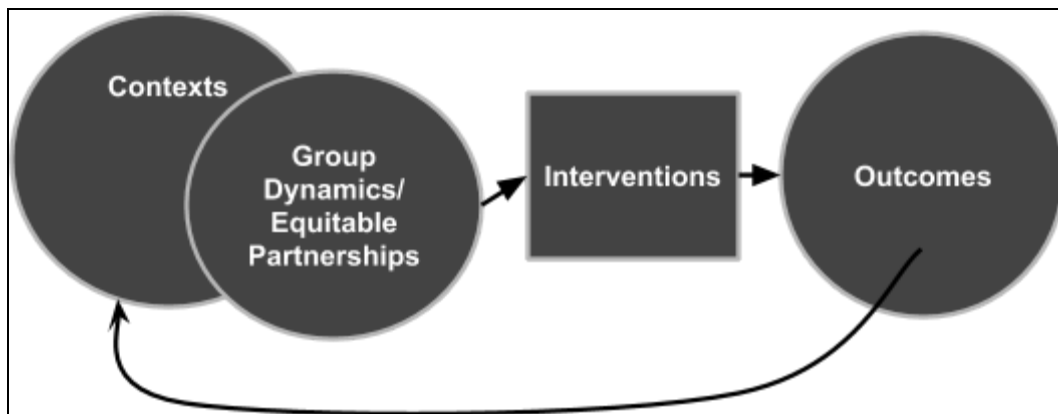 Contexts
Group
Dynamics/
Equitable
Partnerships
Interventions
Outcomes